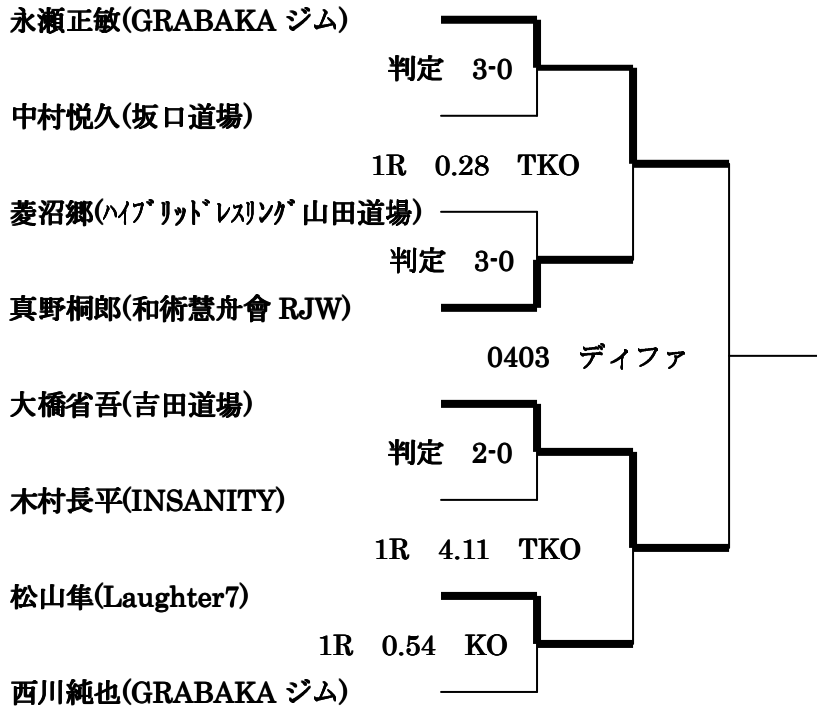 永瀬正敏(GRABAKA ジム)
判定 3-0
中村悦久(坂口道場)
1R 0.28 TKO
菱沼郷(ﾊｲﾌﾞﾘｯﾄﾞﾚｽﾘﾝｸﾞ山田道場)
判定 3-0
真野桐郎(和術慧舟會 RJW)
0403 ディファ
大橋省吾(吉田道場)
判定 2-0
木村長平(INSANITY)
1R 4.11 TKO
松山隼(Laughter7)
1R 0.54 KO
西川純也(GRABAKA ジム)